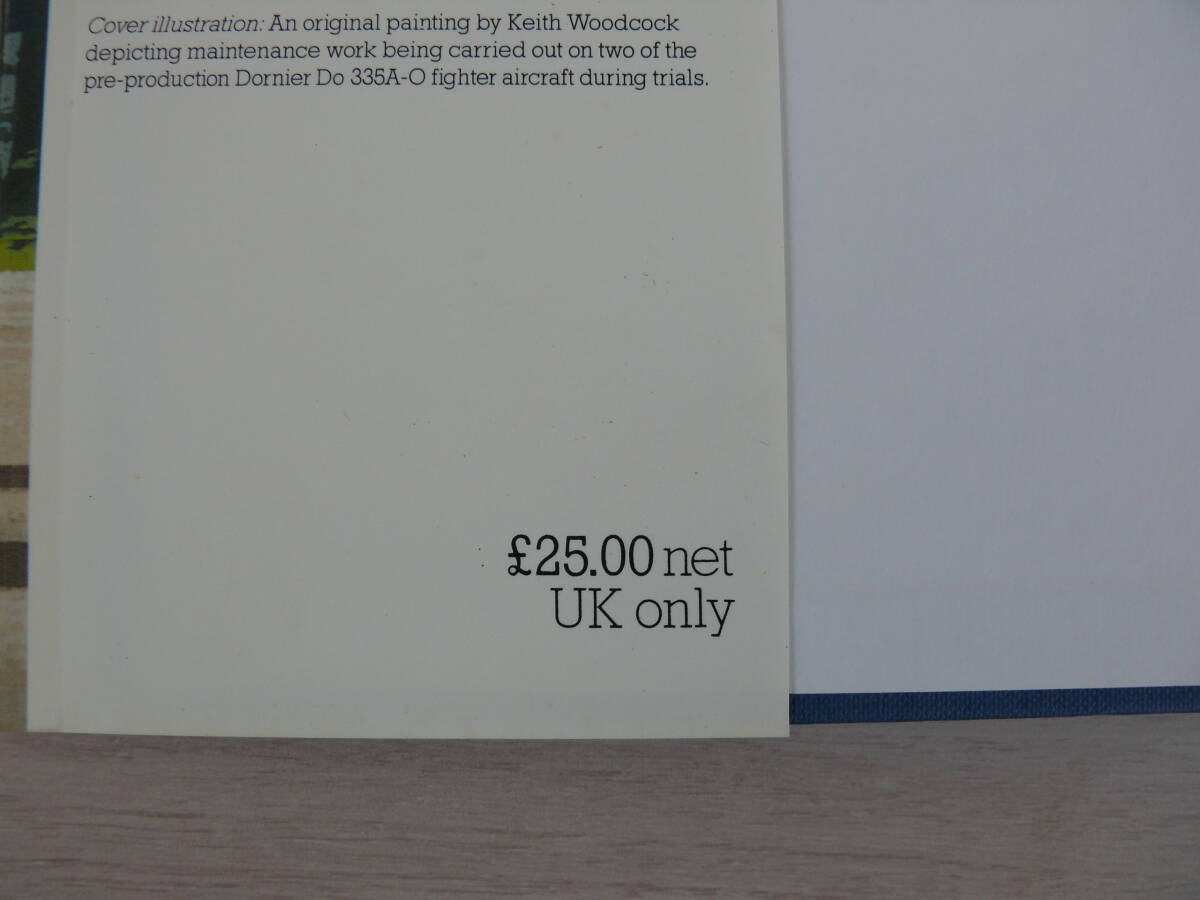 Cover illustration: An original painting by Keith Woodcock
depicting maintenance work being carried out on two of the
pre-production Dornier Do 335A-O fighter aircraft during trials.
£25.00 net
UK only